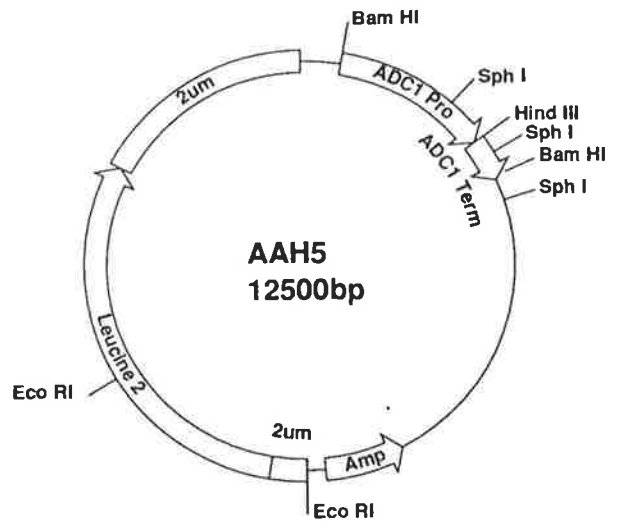 Bam HI
2um
ADC1 Pro
Sph I
Hind III
Sph I
Bam HI
ADC1 Term
Sph I
AAH5
12500bp
Leucine 2
Eco RI
2um
Amp
Eco RI